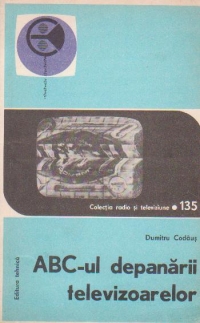 Colecția radio și televiziune • 135
Dumitru Codăuș
Editura tehnică
ABC-ul depanării
televizoarelor